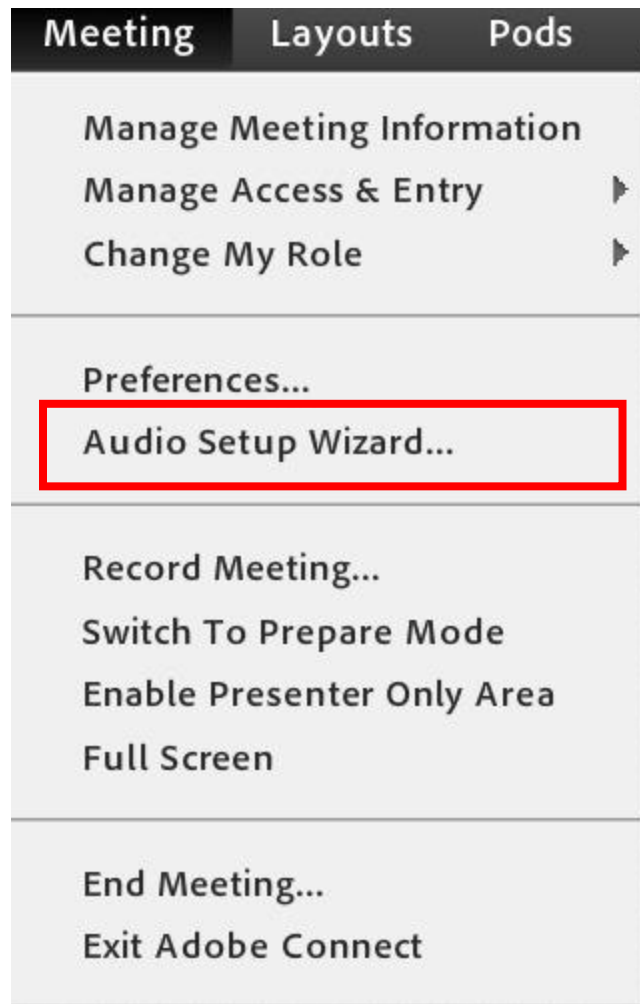 Meeting Layouts Pods
Manage Meeting Information
Manage Access & Entry
Change My Role
Preferences...
Audio Setup Wizard...
Record Meeting...
Switch To Prepare Mode
Enable Presenter Only Area
Full Screen
End Meeting...
Exit Adobe Connect